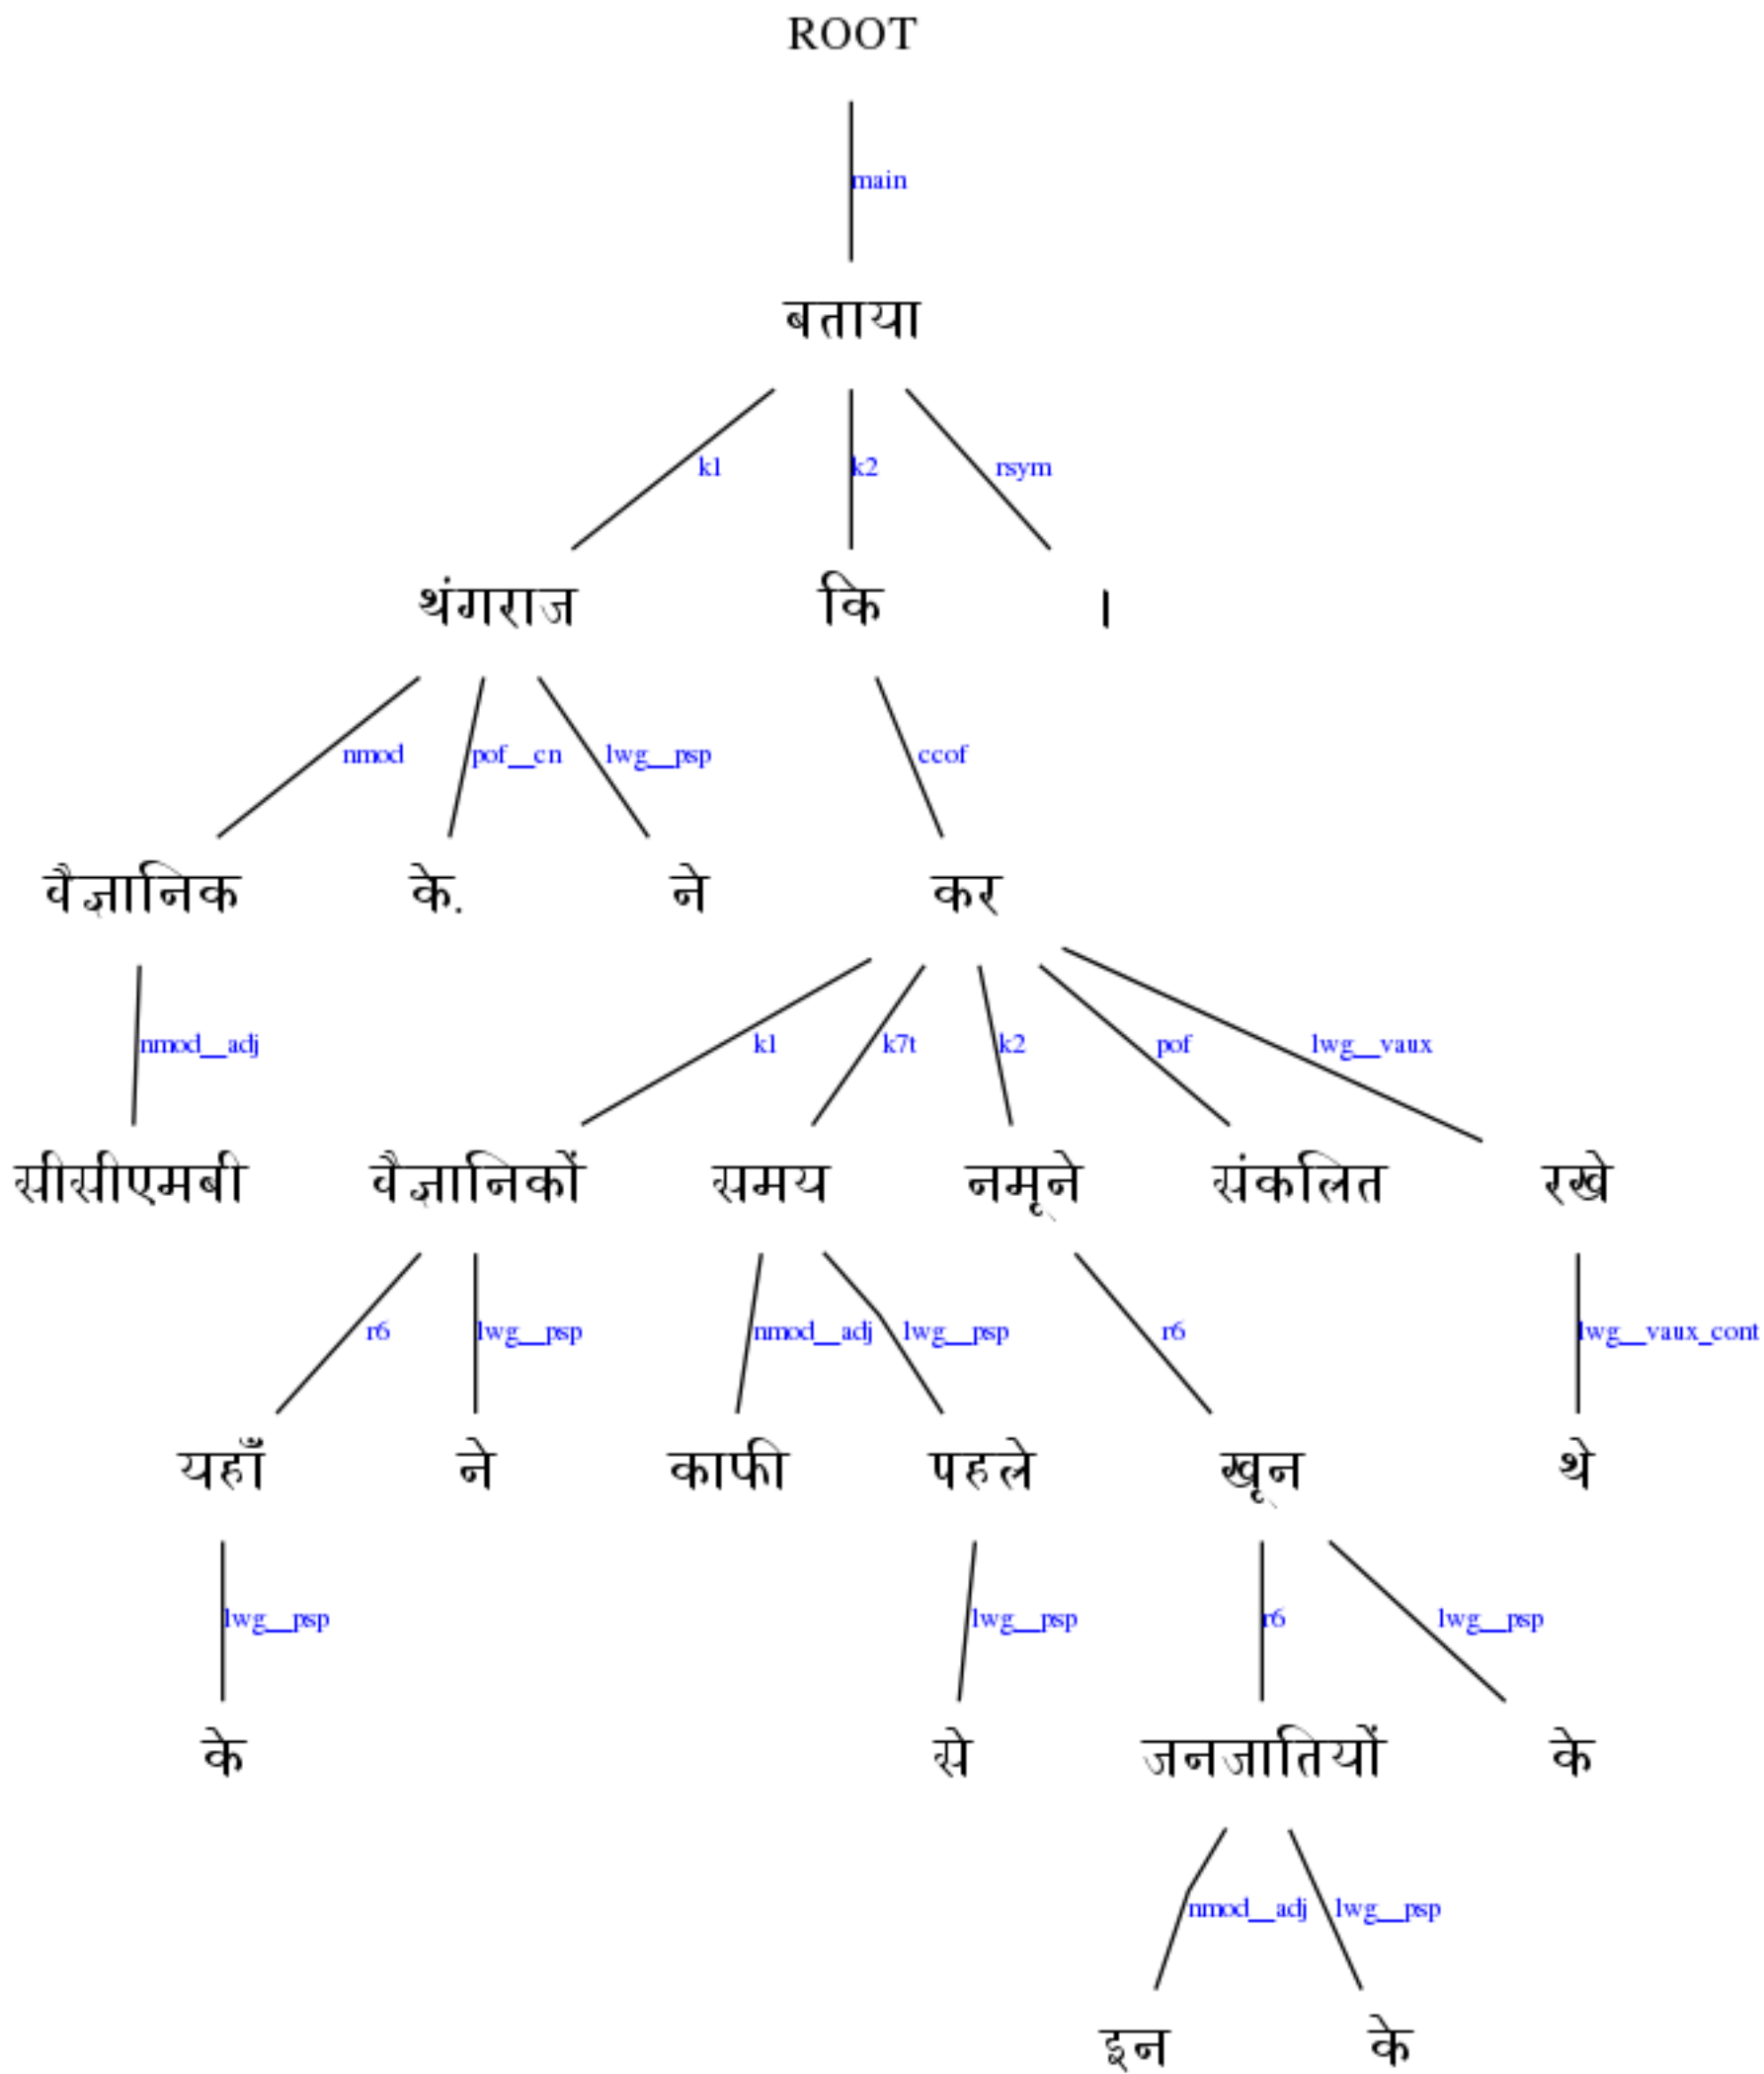 ROOT
main
बताया
k1 k2 rsym
थंगराज कि ।
nmod pof__cn lwg__psp ccof
वैज्ञानिक के. ने कर
nmod__adj k1 k7t k2 pof lwg__vaux
सीसीएमबी वैज्ञानिकों समय नमूने संकलित रखे
r6 lwg__psp nmod__adj lwg__psp r6 lwg__vaux_cont
यहाँ ने काफी पहले खून थे
lwg__psp lwg__psp r6 lwg__psp
के से जनजातियों के
nmod__adj lwg__psp
इन के